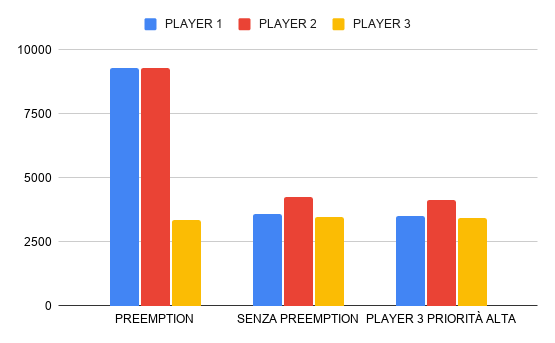 PLAYER 1 PLAYER 2 PLAYER 3
10000
7500
5000
2500
0
PREEMPTION SENZA PREEMPTION PLAYER 3 PRIORITÀ ALTA